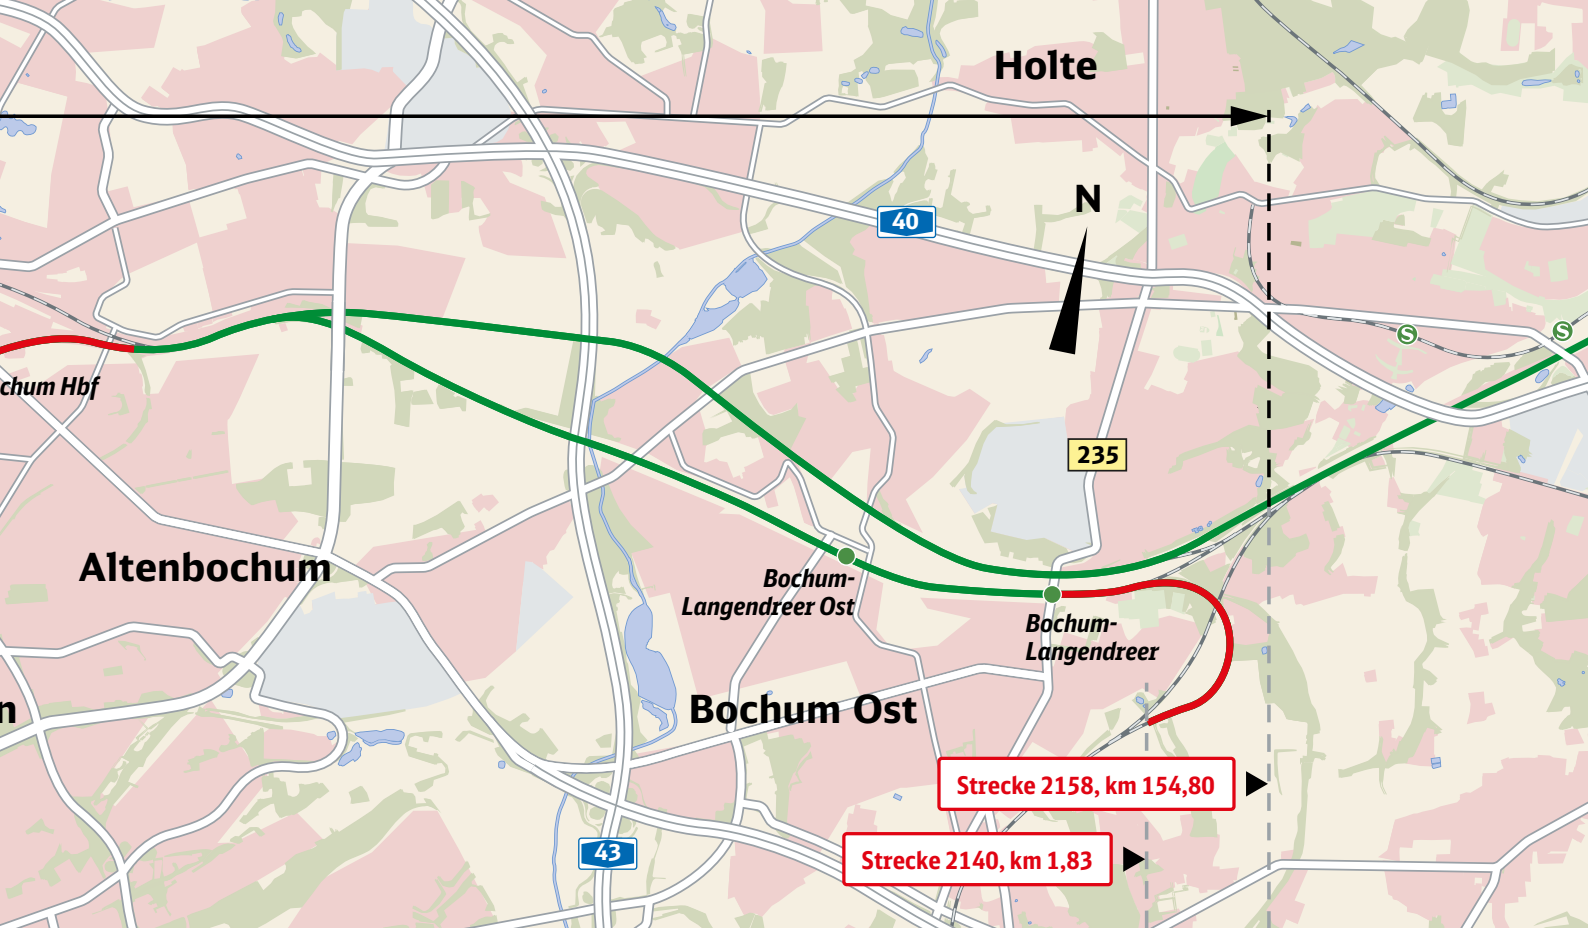 Holte
N
40
S
S
chum Hbf
235
Altenbochum
Bochum-
Langendreer Ost
Bochum-
Langendreer
n
Bochum Ost
Strecke 2158, km 154,80
43
Strecke 2140, km 1,83